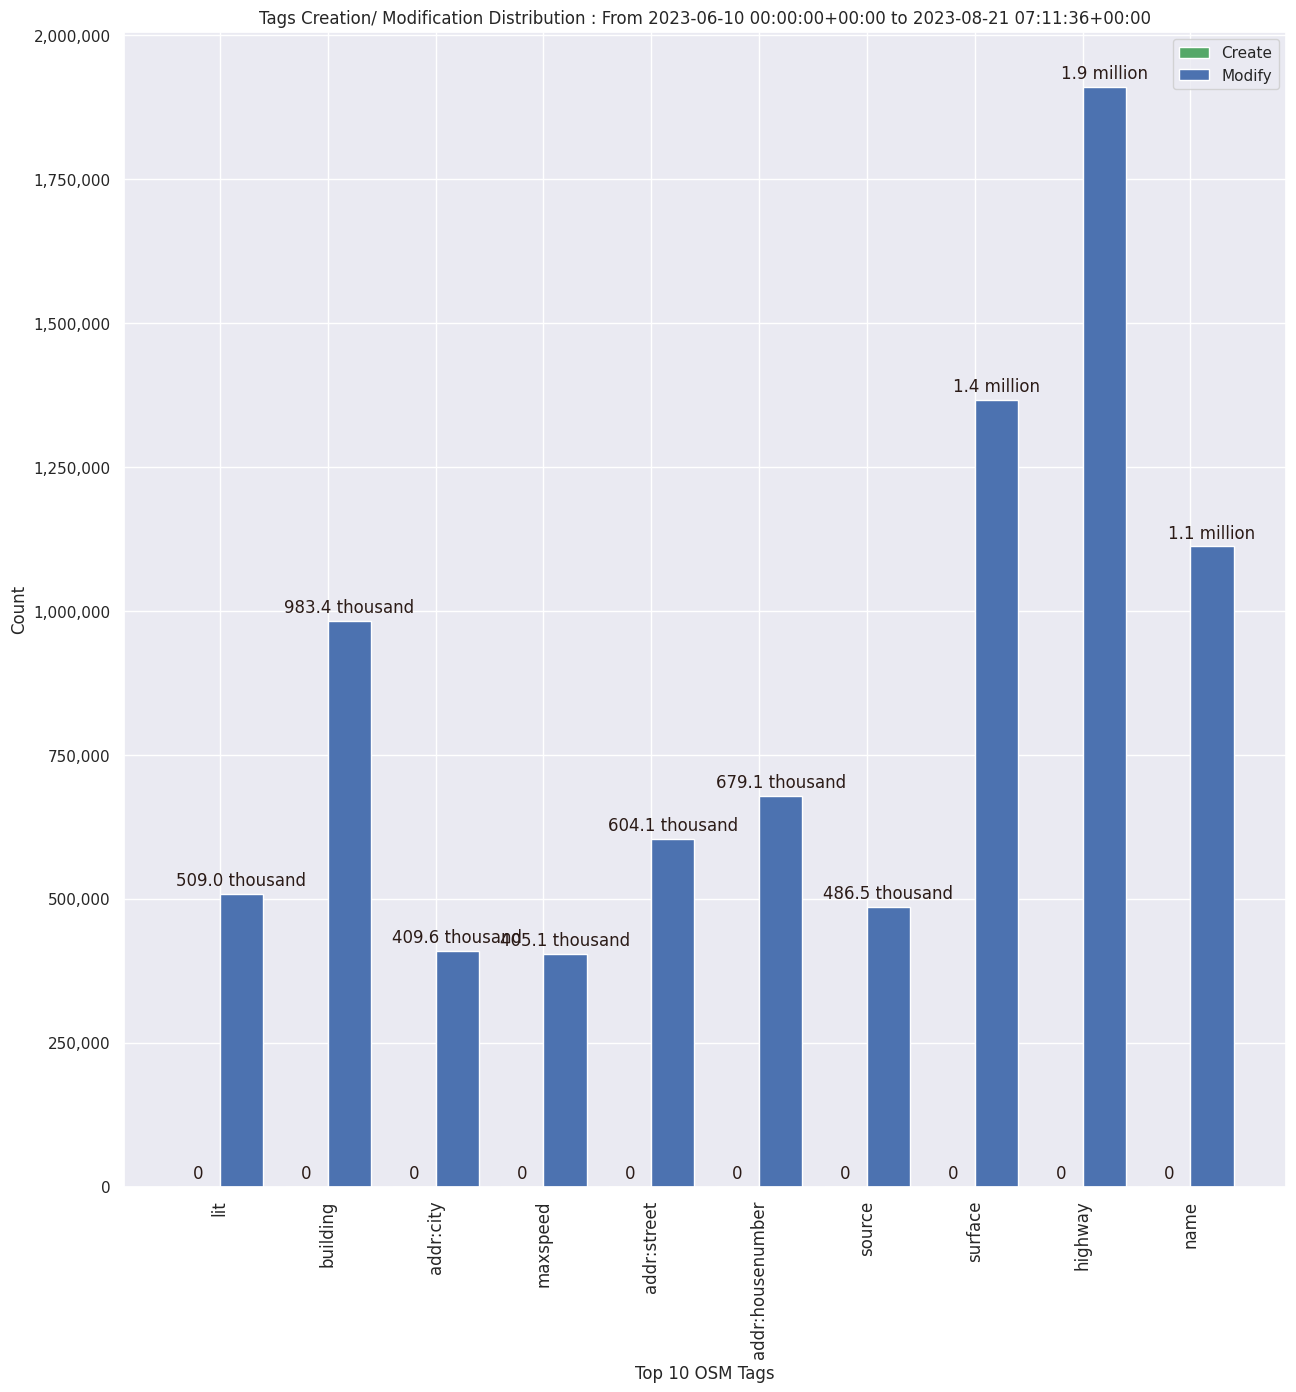 Tags Creation/ Modification Distribution : From 2023-06-10 00:00:00+00:00 to 2023-08-21 07:11:36+00:00
Create
Modify
Count
2,000,000
1,750,000
1,500,000
1,250,000
1,000,000
750,000
500,000
250,000
0
509.0 thousand
983.4 thousand
409.6 thousand
405.1 thousand
604.1 thousand
679.1 thousand
486.5 thousand
1.4 million
1.9 million
1.1 million
0 0 0 0 0 0 0 0 0 0
lit
building
addr:city
maxspeed
addr:street
addr:housenumber
source
surface
highway
name
Top 10 OSM Tags